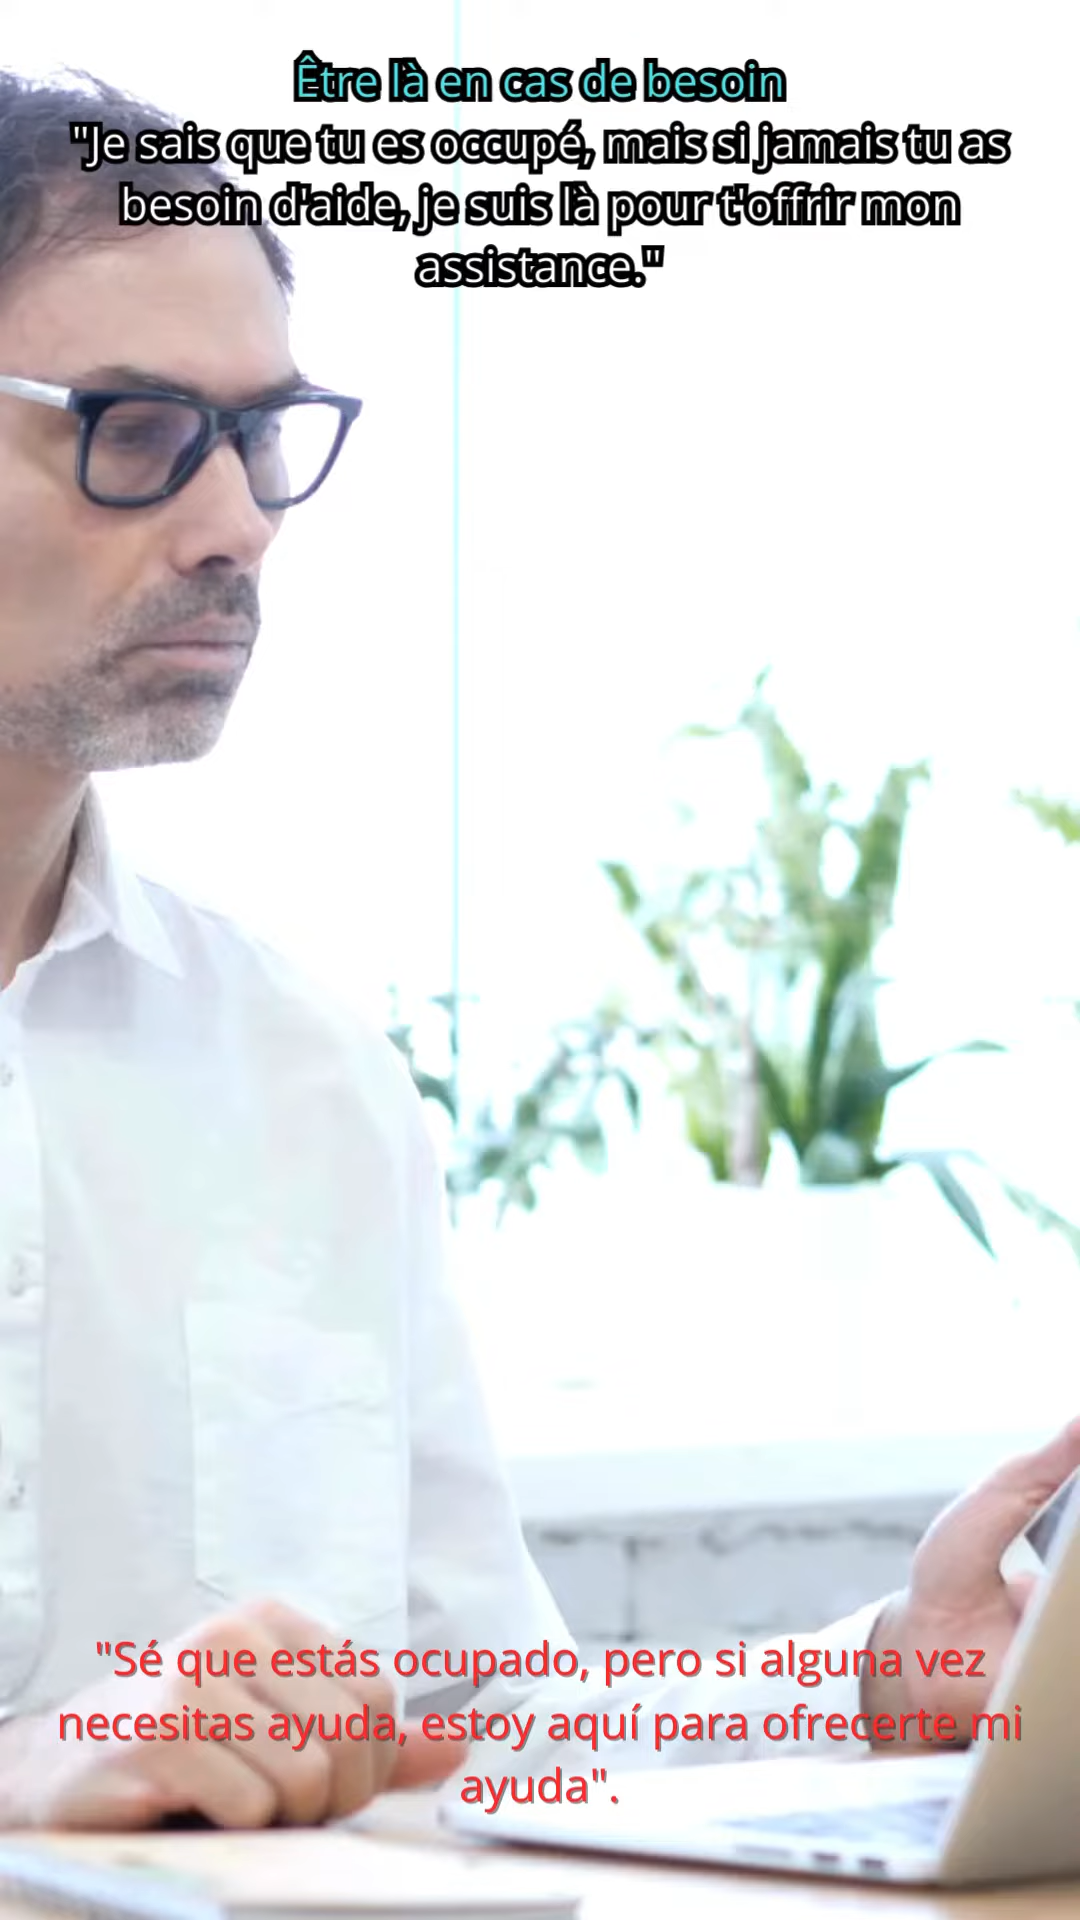 Être là en cas de besoin
"Je sais que tu es occupé, mais si jamais tu as
besoin d'aide, je suis là pour t'offrir mon
assistance."
"Sé que estás ocupado, pero si alguna vez
necesitas ayuda, estoy aquí para ofrecerte mi
ayuda".